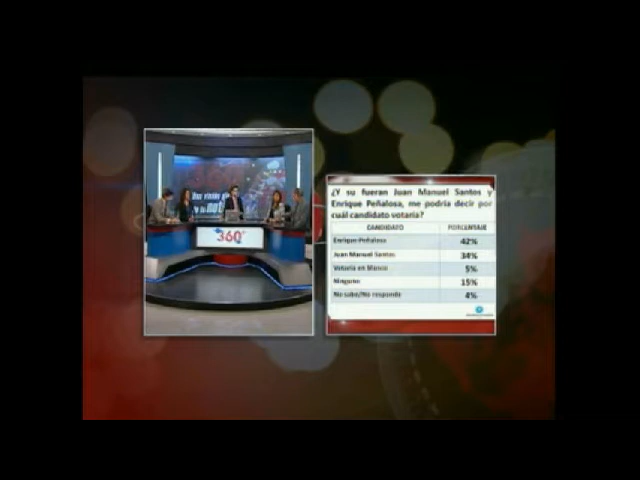 360°
¿Y su fueran Juan Manuel Santos y
Enrique Peñalosa, me podría decir por
cuál candidato votaría?
CANDIDATO PORCENTAJE
Enrique Peñalosa 42%
Juan Manuel Santos 34%
Votaría en blanco 5%
Ninguno 15%
No sabe/No responde 4%